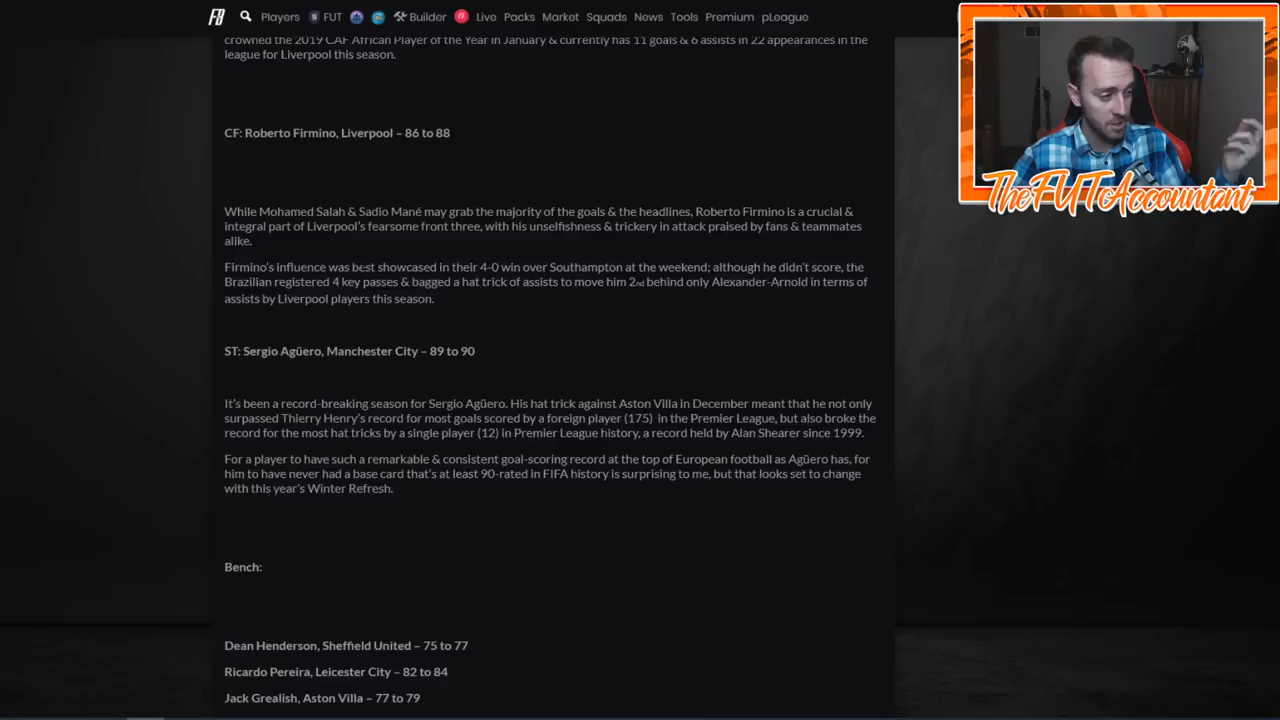 FB Players FUT Builder Live Packs Market Squads News Tools Premium pLeague
crowned the 2019 CAF African Player of the Year in January & currently has 11 goals & 6 assists in 22 appearances in the
league for Liverpool this season.
CF: Roberto Firmino, Liverpool – 86 to 88
While Mohamed Salah & Sadio Mané may grab the majority of the goals & the headlines, Roberto Firmino is a crucial &
integral part of Liverpool's fearsome front three, with his unselfishness & trickery in attack praised by fans & teammates
alike.
Firmino's influence was best showcased in their 4-0 win over Southampton at the weekend; although he didn't score, the
Brazilian registered 4 key passes & bagged a hat trick of assists to move him 2nd behind only Alexander-Arnold in terms of
assists by Liverpool players this season.
ST: Sergio Agüero, Manchester City – 89 to 90
It's been a record-breaking season for Sergio Agüero. His hat trick against Aston Villa in December meant that he not only
surpassed Thierry Henry's record for most goals scored by a foreign player (175) in the Premier League, but also broke the
record for the most hat tricks by a single player (12) in Premier League history, a record held by Alan Shearer since 1999.
For a player to have such a remarkable & consistent goal-scoring record at the top of European football as Agüero has, for
him to have never had a base card that's at least 90-rated in FIFA history is surprising to me, but that looks set to change
with this year's Winter Refresh.
Bench:
Dean Henderson, Sheffield United – 75 to 77
Ricardo Pereira, Leicester City – 82 to 84
Jack Grealish, Aston Villa – 77 to 79
TheFUTAccountant